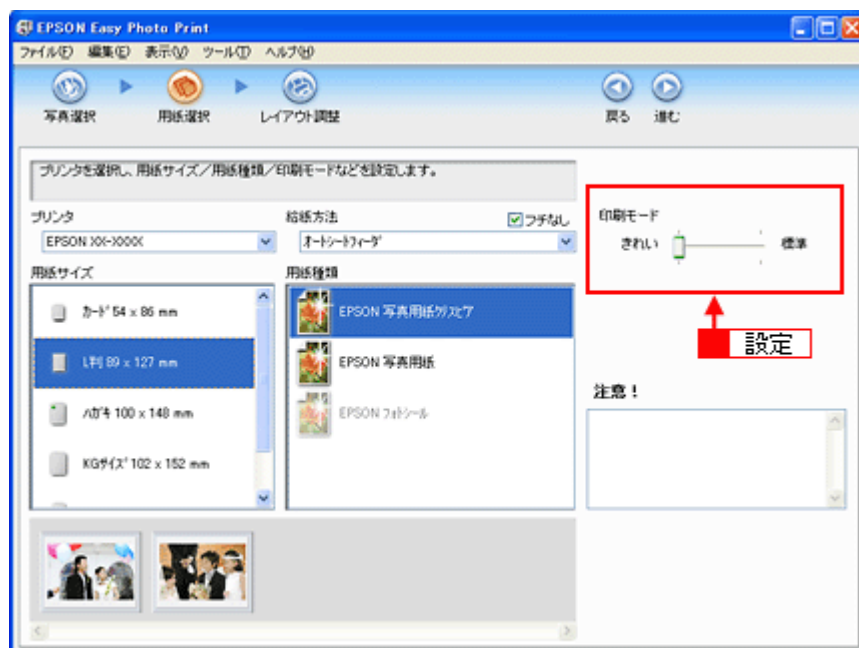 EPSON Easy Photo Print
ファイル(F) 編集(E) 表示(V) ツール(T) ヘルプ(H)
写真選択 用紙選択 レイアウト調整 戻る 進む
プリンタを選択し、用紙サイズ/用紙種類/印刷モードなどを設定します。
プリンタ
EPSON XX-XXXX
給紙方法
フチなし
オートシートフィーダ
用紙サイズ
カード 54 x 86 mm
L判 89 x 127 mm
ハガキ 100 x 148 mm
KGサイズ 102 x 152 mm
用紙種類
EPSON 写真用紙クリスピア
EPSON 写真用紙
EPSON フォトシール
印刷モード
きれい 標準
設定
注意!